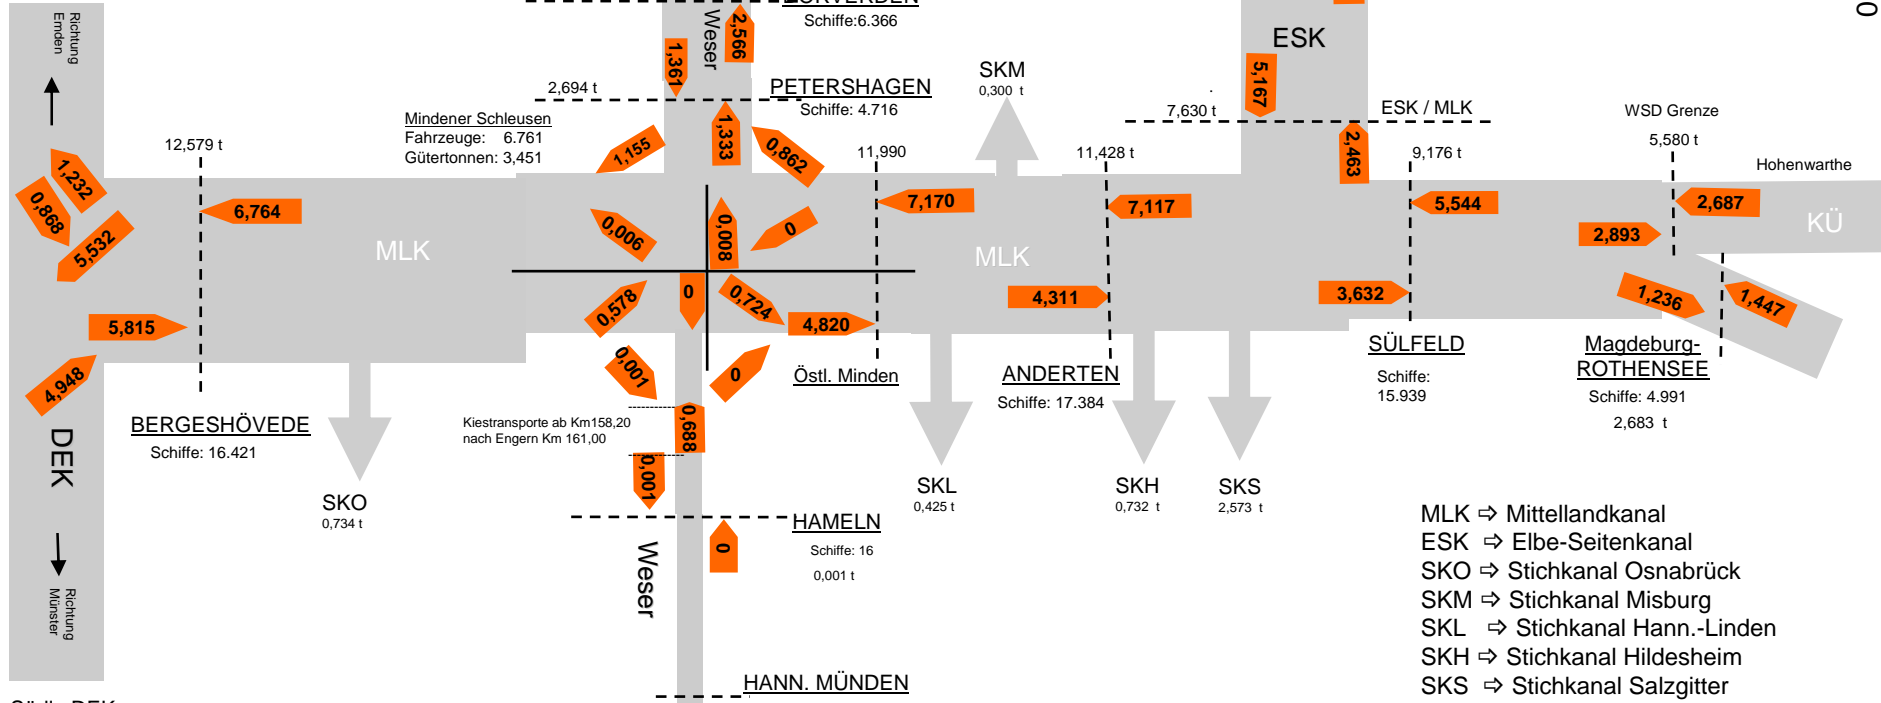 Richtung
Emden
Weser
Schiffe:6.366
2,566
1,361
2,694 t
PETERSHAGEN
Schiffe: 4.716
Mindener Schleusen
Fahrzeuge: 6.761
Gütertonnen: 3,451
SKM
0,300 t
ESK
5,167
7,630 t
ESK / MLK
2,463
WSD Grenze
5,580 t
Hohenwarthe
0
12,579 t
1,155
1,333
0,862
11,990
11,428 t
9,176 t
1,232
0,868
5,532
6,764
MLK
0,006
0,008
0
7,170
MLK
7,117
5,544
2,893
2,687
KÜ
5,815
0,578
0
0,724
4,820
4,311
3,632
1,236
1,447
4,948
0,001
0
Östl. Minden
ANDERTEN
Schiffe: 17.384
SÜLFELD
Schiffe:
15.939
Magdeburg-
ROTHENSEE
Schiffe: 4.991
2,683 t
BERGESHÖVEDE
Schiffe: 16.421
DEK
Kiestransporte ab Km158,20
nach Engern Km 161,00
0,688
0,001
SKO
0,734 t
SKL
0,425 t
SKH
0,732 t
SKS
2,573 t
HAMELN
Schiffe: 16
0,001 t
0
Weser
Richtung
Münster
HANN. MÜNDEN
MLK ⇨ Mittellandkanal
ESK ⇨ Elbe-Seitenkanal
SKO ⇨ Stichkanal Osnabrück
SKM ⇨ Stichkanal Misburg
SKL ⇨ Stichkanal Hann.-Linden
SKH ⇨ Stichkanal Hildesheim
SKS ⇨ Stichkanal Salzgitter